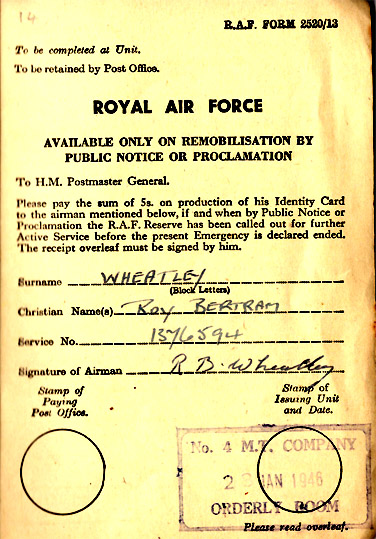 14
R.A.F. FORM 2520/13
To be completed at Unit.
To be retained by Post Office.
ROYAL AIR FORCE
AVAILABLE ONLY ON REMOBILISATION BY
PUBLIC NOTICE OR PROCLAMATION
To H.M. Postmaster General.
Please pay the sum of 5s. on production of his Identity Card
to the airman mentioned below, if and when by Public Notice or
Proclamation the R.A.F. Reserve has been called out for further
Active Service before the present Emergency is declared ended.
The receipt overleaf must be signed by him.
Surname WHEATLEY
(Block Letters)
Christian Name(s) Roy BERTRAM
Service No. 1376594
Signature of Airman R. B. Wheatley
Stamp of
Paying
Post Office.
Stamp of
Issuing Unit
and Date.
No. 4 M.T. COMPANY
2 JAN 1946
ORDERLY ROOM
Please read overleaf.